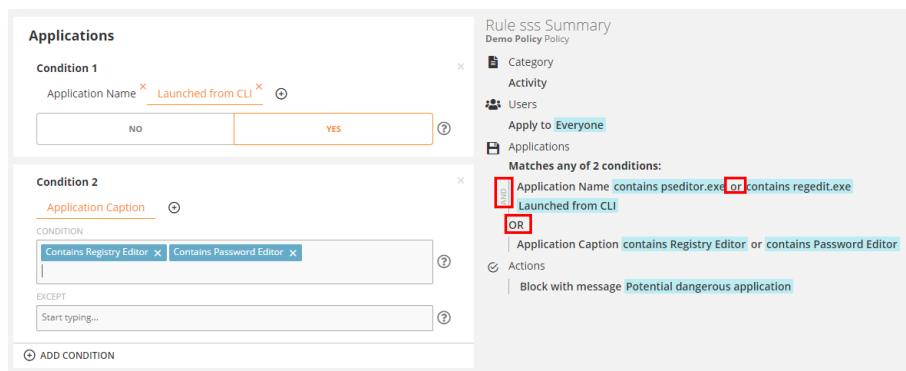 Applications
Condition 1
Application Name
Launched from CLI
NO
YES
Condition 2
Application Caption
CONDITION
Contains Registry Editor
Contains Password Editor
EXCEPT
Start typing...
ADD CONDITION
Rule sss Summary
Demo Policy Policy
Category
Activity
Users
Apply to Everyone
Applications
Matches any of 2 conditions:
AND
Application Name contains pseditor.exe or contains regedit.exe
Launched from CLI
OR
Application Caption contains Registry Editor or contains Password Editor
Actions
Block with message Potential dangerous application